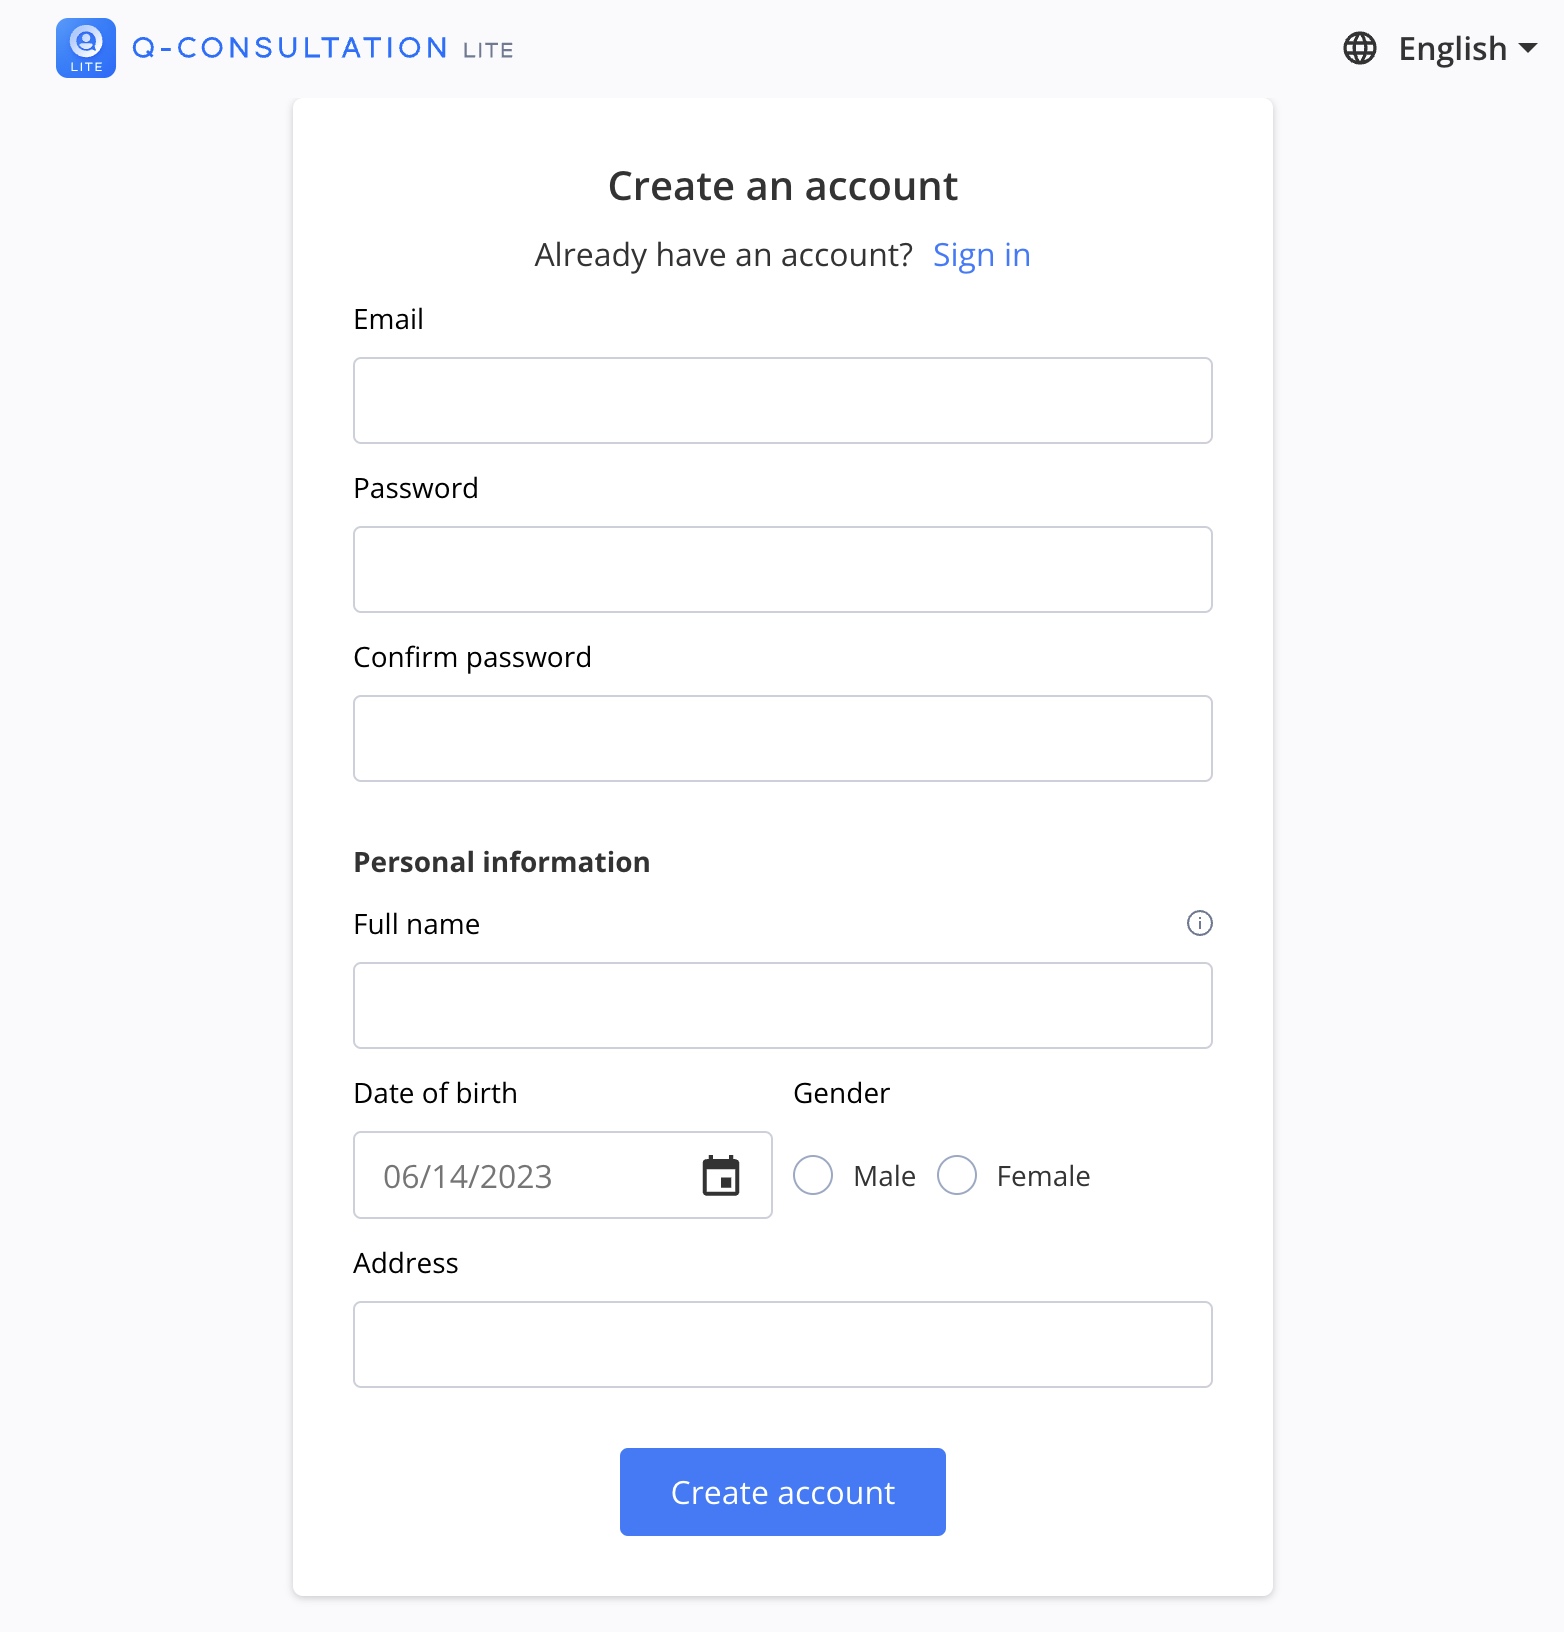 LITE
Q-CONSULTATION LITE
English
Create an account
Already have an account? Sign in
Email
Password
Confirm password
Personal information
Full name
Date of birth Gender
06/14/2023 Male Female
Address
Create account